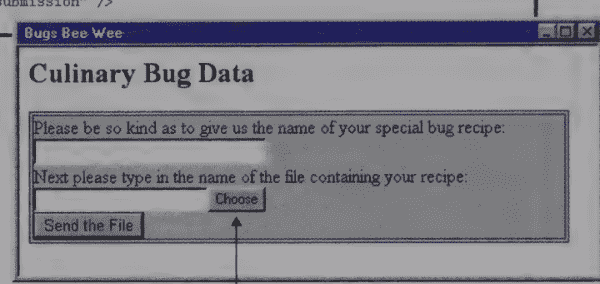 submission" />
Bugs Bee Wee
Culinary Bug Data
Please be so kind as to give us the name of your special bug recipe:
Next please type in the name of the file containing your recipe:
Choose
Send the File